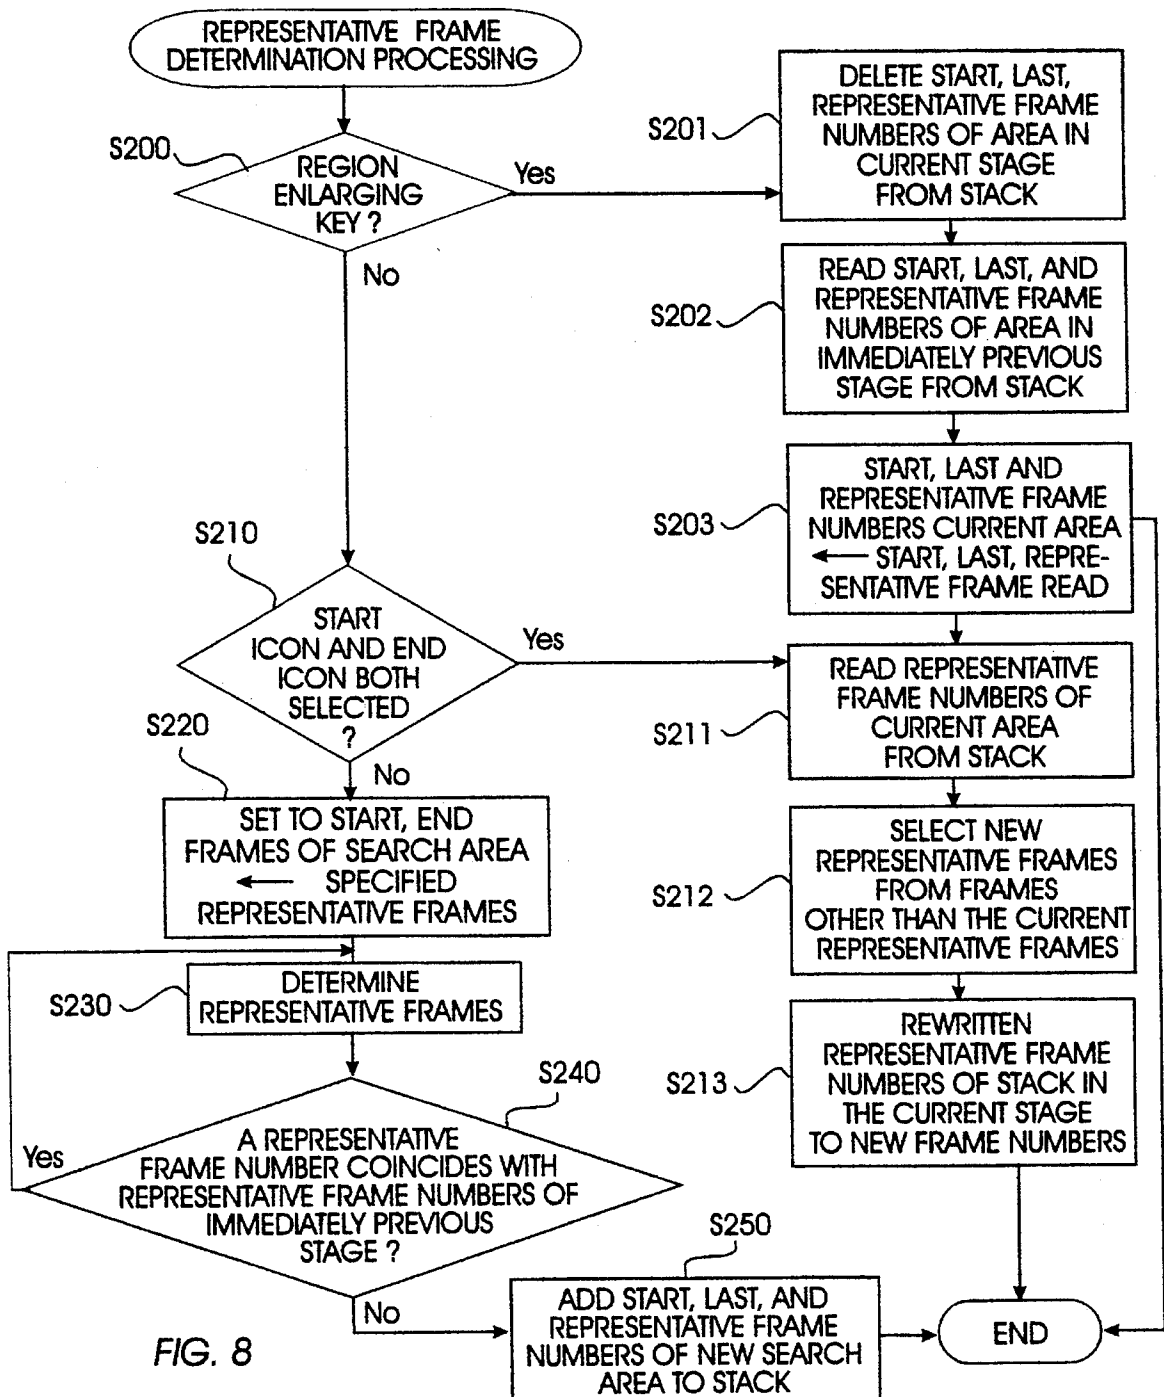 REPRESENTATIVE FRAME
DETERMINATION PROCESSING
S200
REGION
ENLARGING
KEY ?
Yes
No
S201
DELETE START, LAST,
REPRESENTATIVE FRAME
NUMBERS OF AREA IN
CURRENT STAGE
FROM STACK
S202
READ START, LAST, AND
REPRESENTATIVE FRAME
NUMBERS OF AREA IN
IMMEDIATELY PREVIOUS
STAGE FROM STACK
S203
START, LAST AND
REPRESENTATIVE FRAME
NUMBERS CURRENT AREA
← START, LAST, REPRE-
SENTATIVE FRAME READ
S210
START
ICON AND END
ICON BOTH
SELECTED
?
Yes
No
S211
READ REPRESENTATIVE
FRAME NUMBERS OF
CURRENT AREA
FROM STACK
S212
SELECT NEW
REPRESENTATIVE FRAMES
FROM FRAMES
OTHER THAN THE CURRENT
REPRESENTATIVE FRAMES
S213
REWRITTEN
REPRESENTATIVE FRAME
NUMBERS OF STACK IN
THE CURRENT STAGE
TO NEW FRAME NUMBERS
S220
SET TO START, END
FRAMES OF SEARCH AREA
← SPECIFIED
REPRESENTATIVE FRAMES
S230
DETERMINE
REPRESENTATIVE FRAMES
S240
A REPRESENTATIVE
FRAME NUMBER COINCIDES WITH
REPRESENTATIVE FRAME NUMBERS OF
IMMEDIATELY PREVIOUS
STAGE ?
Yes
No
S250
ADD START, LAST, AND
REPRESENTATIVE FRAME
NUMBERS OF NEW SEARCH
AREA TO STACK
END
FIG. 8